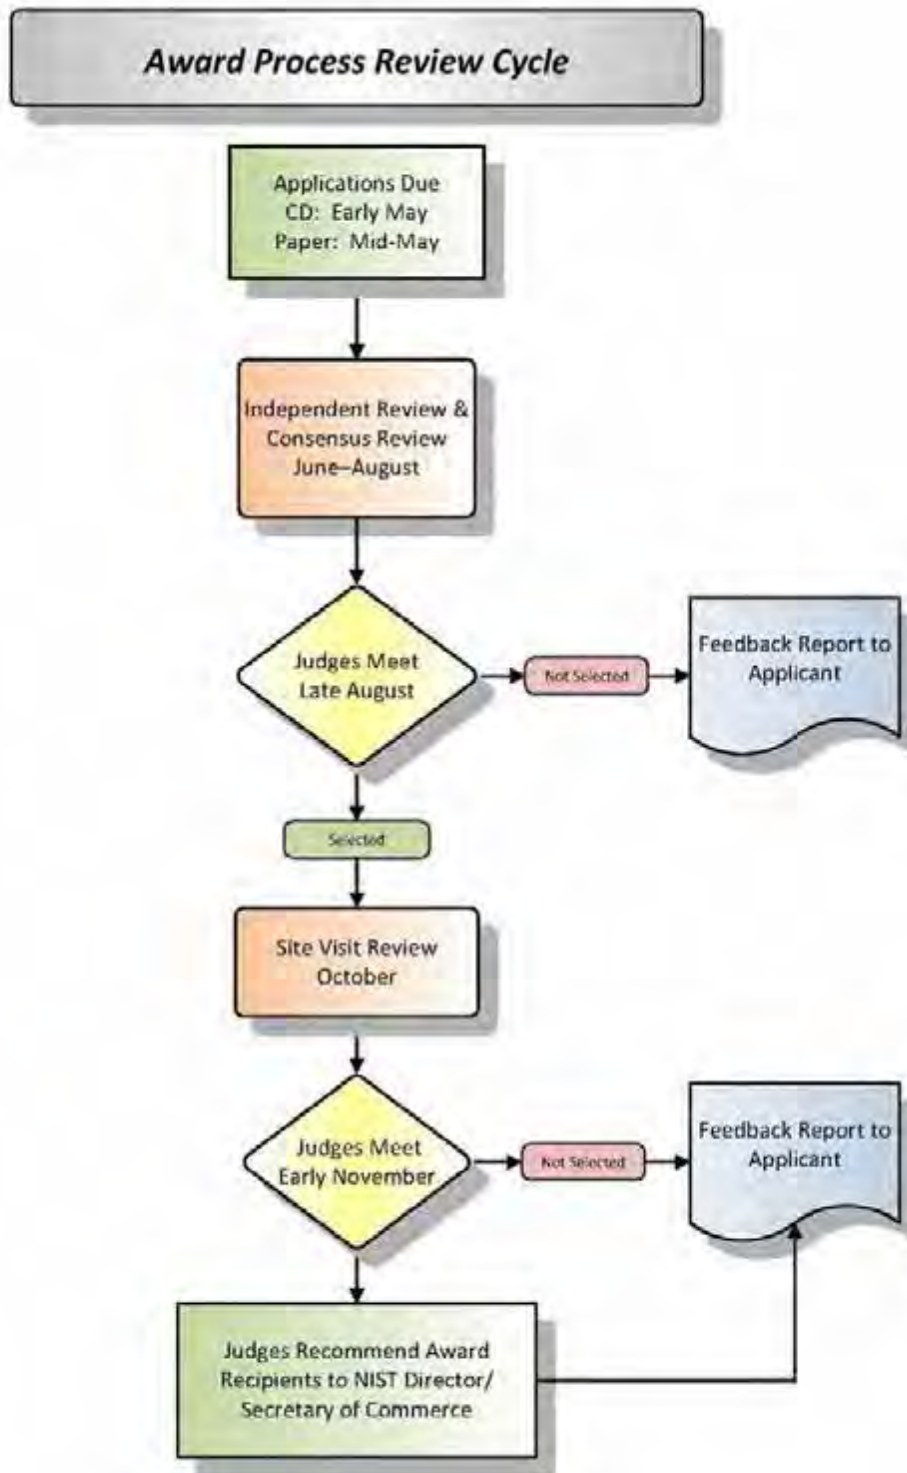 Award Process Review Cycle
Applications Due
CD: Early May
Paper: Mid-May
Independent Review &
Consensus Review
June–August
Judges Meet
Late August
Not Selected
Feedback Report to
Applicant
Selected
Site Visit Review
October
Judges Meet
Early November
Not Selected
Feedback Report to
Applicant
Judges Recommend Award
Recipients to NIST Director/
Secretary of Commerce